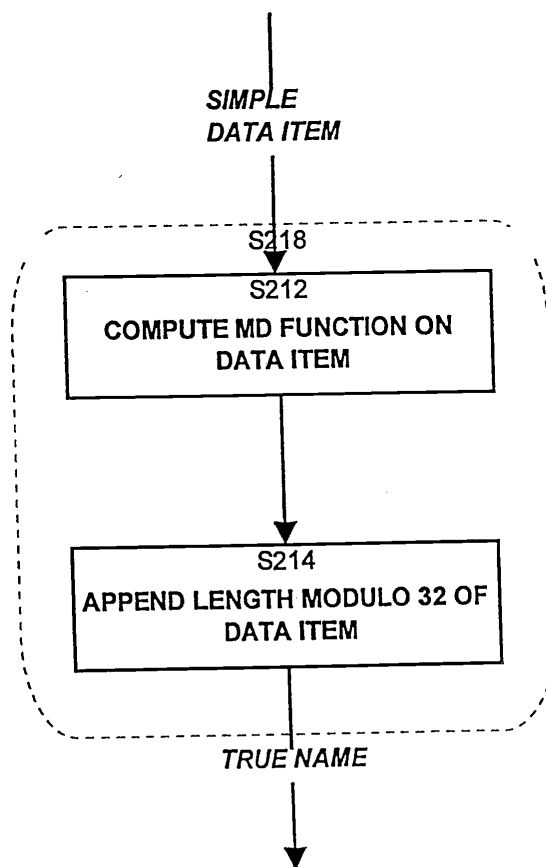 SIMPLE
DATA ITEM
S218
S212
COMPUTE MD FUNCTION ON
DATA ITEM
S214
APPEND LENGTH MODULO 32 OF
DATA ITEM
TRUE NAME